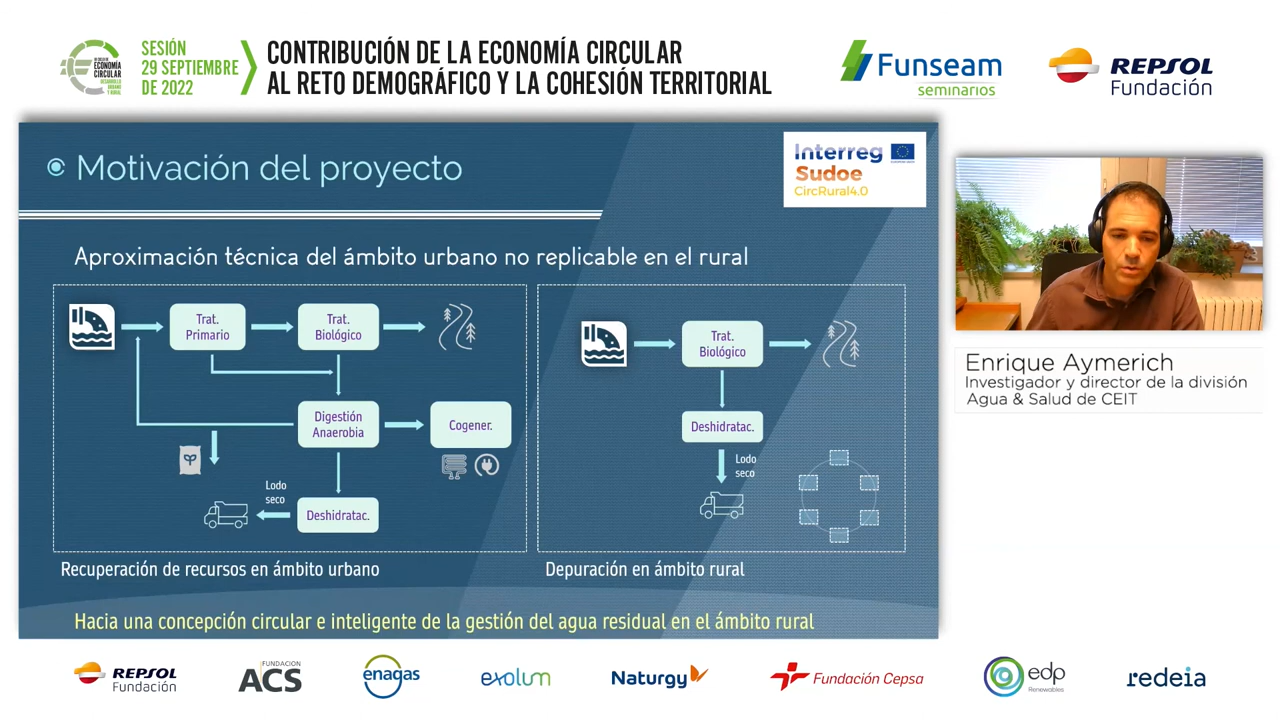 SESIÓN
29 SEPTIEMBRE
DE 2022
ECONOMÍA
CIRCULAR
CONTRIBUCIÓN DE LA ECONOMÍA CIRCULAR
AL RETO DEMOGRÁFICO Y LA COHESIÓN TERRITORIAL
Funseam
seminarios
REPSOL
Fundación
Motivación del proyecto
Interreg
Sudoe
CircRural4.0
Aproximación técnica del ámbito urbano no replicable en el rural
Trat.
Primario
Trat.
Biológico
Digestión
Anaerobia
Cogener.
Lodo
seco
Deshidratac.
Recuperación de recursos en ámbito urbano
Trat.
Biológico
Deshidratac.
Lodo
seco
Depuración en ámbito rural
Hacia una concepción circular e inteligente de la gestión del agua residual en el ámbito rural
Enrique Aymerich
Investigador y director de la división
Agua & Salud de CEIT
REPSOL
Fundación
FUNDACIÓN
ACS
enagas
exolum
Naturgy
Fundación Cepsa
edp
Renewables
redeia